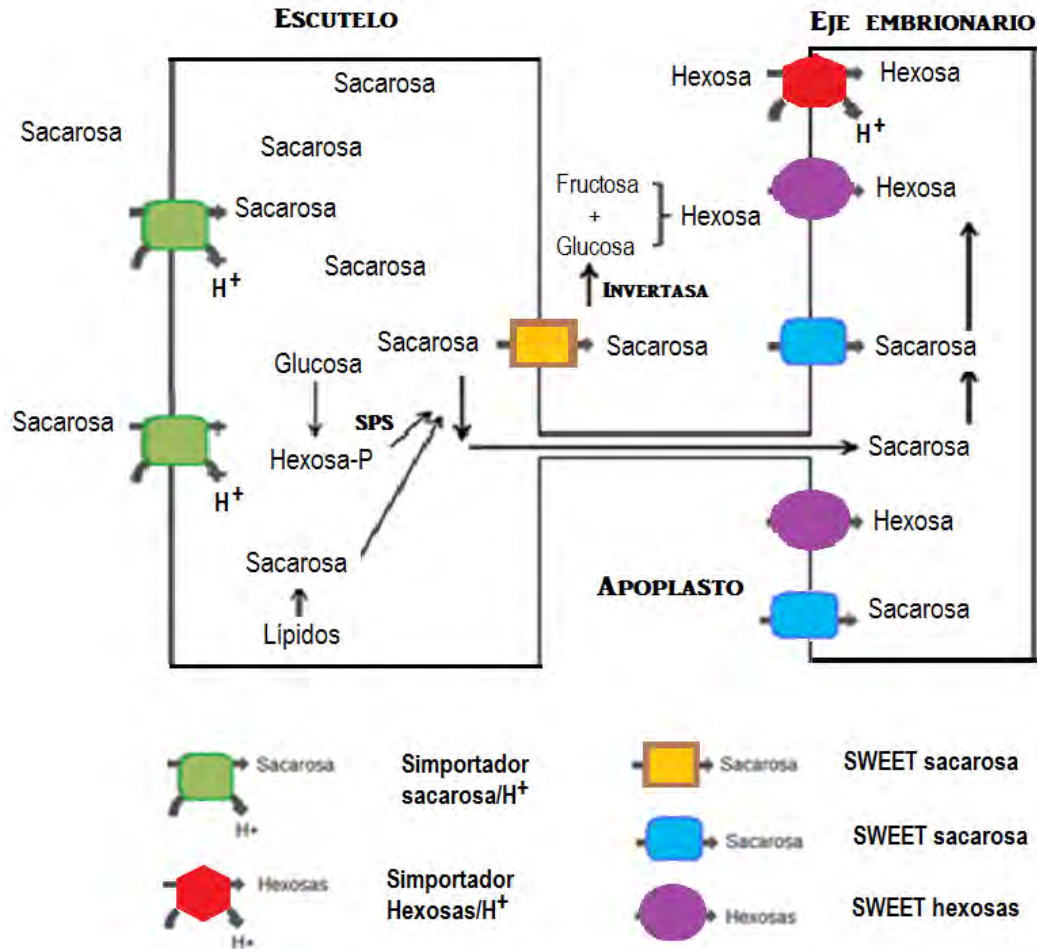 ESCUTELO
EJE EMBRIONARIO
Sacarosa
Hexosa
Hexosa
H+
Sacarosa
Sacarosa
Fructosa
+
Glucosa
Hexosa
Hexosa
Sacarosa
H+
Sacarosa
INVERTASA
Sacarosa
Sacarosa
Sacarosa
Glucosa
Sacarosa
SPS
Hexosa-P
H+
Sacarosa
Hexosa
Sacarosa
APOPLASTO
Sacarosa
Lípidos
Sacarosa
H+
Simportador
sacarosa/H+
Sacarosa
SWEET sacarosa
Sacarosa
SWEET sacarosa
Hexosas
H+
Simportador
Hexosas/H+
Hexosas
SWEET hexosas